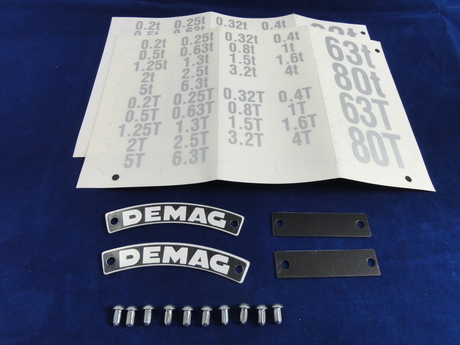 0.2t 0.25t 0.32t 0.4t
0.2t 0.25t 0.32t 0.4t
0.5t 0.63t 0.8t 1t
1.25t 1.3t 1.5t 1.6t
2t 2.5t 3.2t 4t
5t 6.3t
0.2T 0.25T 0.32T 0.4T
0.5T 0.63T 0.8T 1T
1.25T 1.3T 1.5T 1.6T
2T 2.5T 3.2T 4T
5T 6.3T
63t
80t
63T
80T
DEMAG
DEMAG